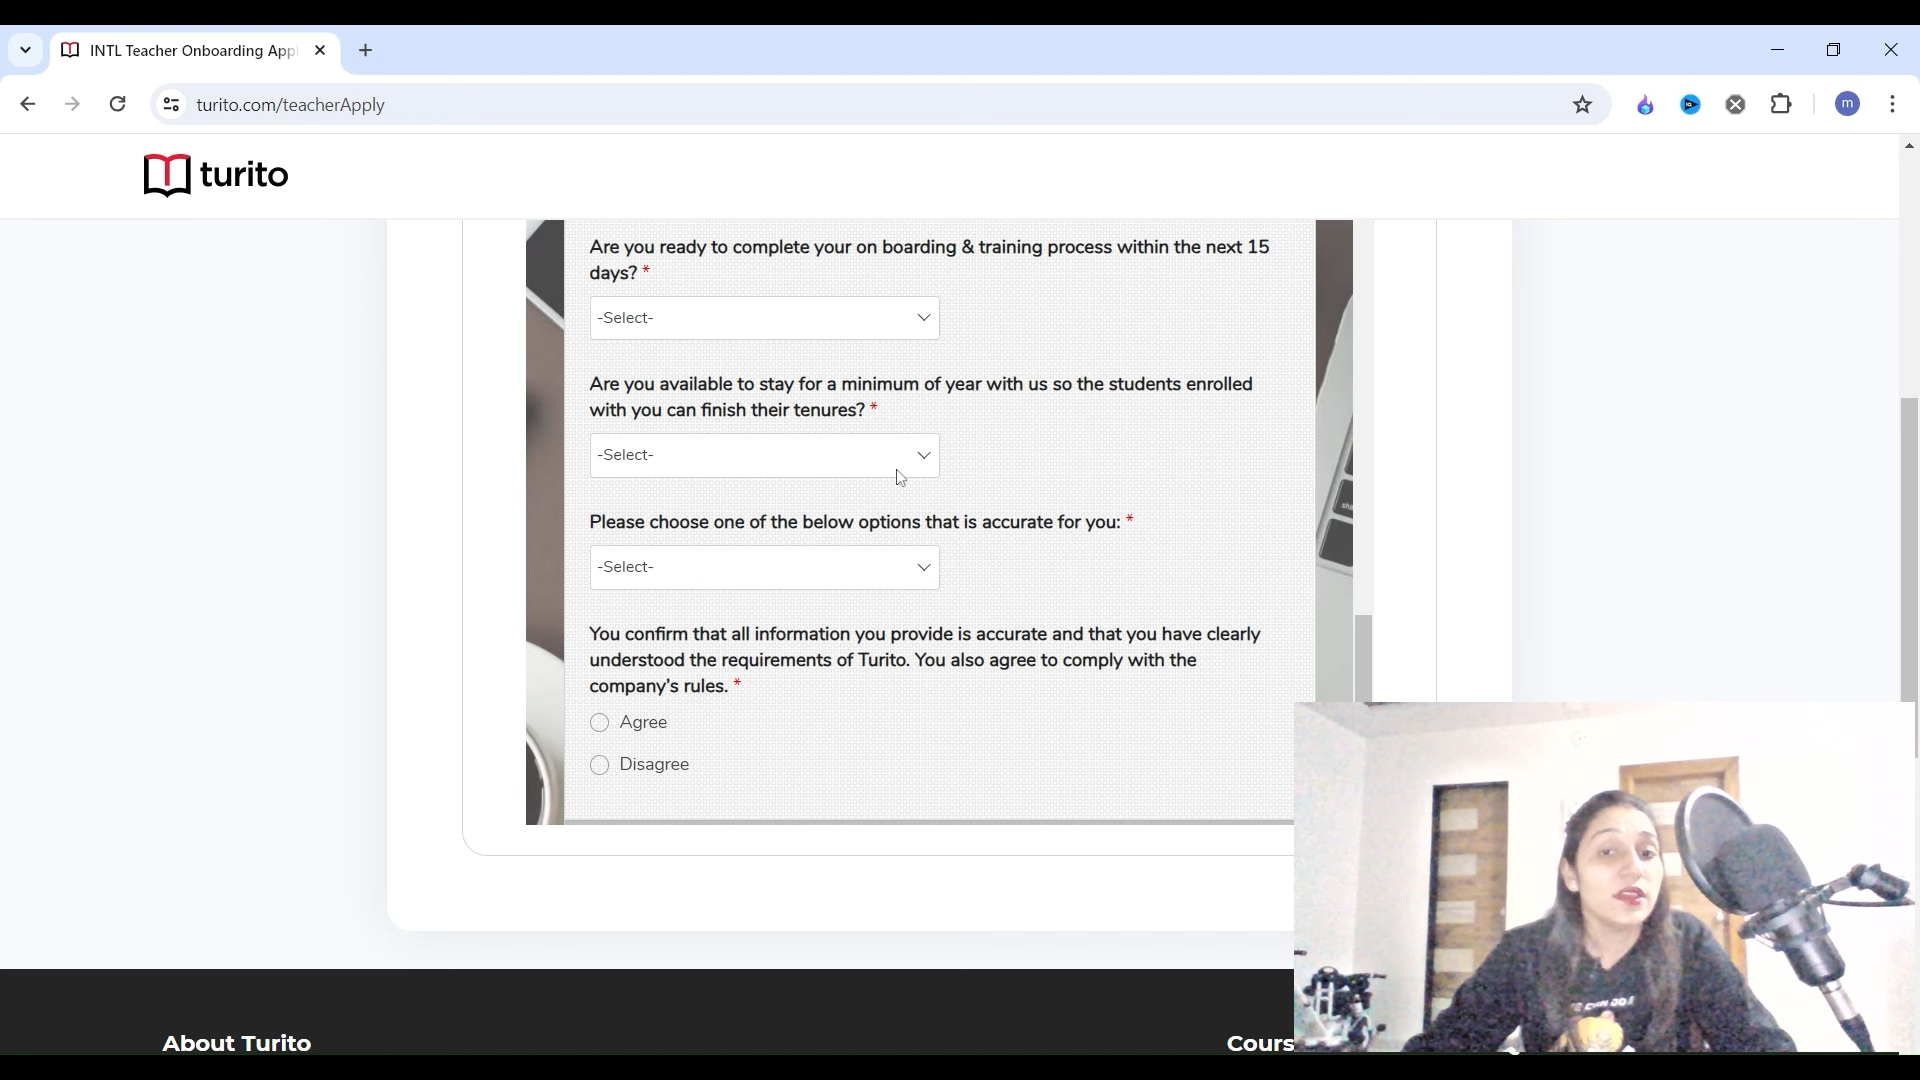 INTL Teacher Onboarding App
turito.com/teacherApply
m
turito
Are you ready to complete your on boarding & training process within the next 15
days? *
-Select-
Are you available to stay for a minimum of year with us so the students enrolled
with you can finish their tenures? *
-Select-
Please choose one of the below options that is accurate for you: *
-Select-
You confirm that all information you provide is accurate and that you have clearly
understood the requirements of Turito. You also agree to comply with the
company's rules. *
Agree
Disagree
About Turito
Cours